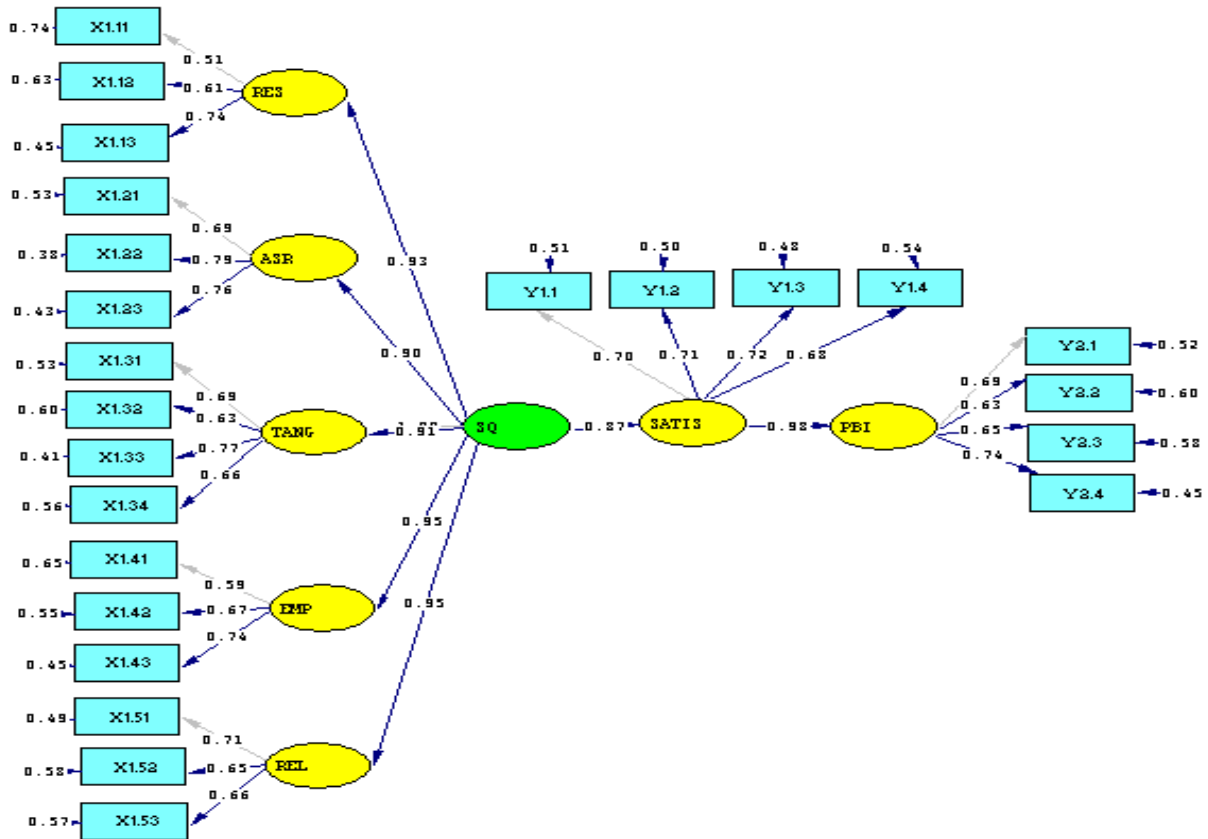 0.74 X1.11
0.51
0.63 X1.12
0.61 RES
0.74
0.45 X1.13
0.53 X1.21
0.69
0.38 X1.22
0.79 ASR
0.93
0.76
0.43 X1.23
0.51 0.50 0.48 0.54
Y1.1 Y1.2 Y1.3 Y1.4
0.90
0.70 0.71 0.72 0.68
0.53 X1.31
0.69
0.60 X1.32
0.63
TANG
0.91
0.77
0.41 X1.33
0.66
0.56 X1.34
SQ 0.87 SATIS 0.98 PBI
Y2.1 0.52
0.69
0.63 Y2.2 0.60
0.65 Y2.3 0.58
0.74
Y2.4 0.45
0.95
0.65 X1.41
0.59
0.55 X1.42
0.67 EMP
0.95
0.74
0.45 X1.43
0.49 X1.51
0.71
0.58 X1.52
0.65 REL
0.66
0.57 X1.53